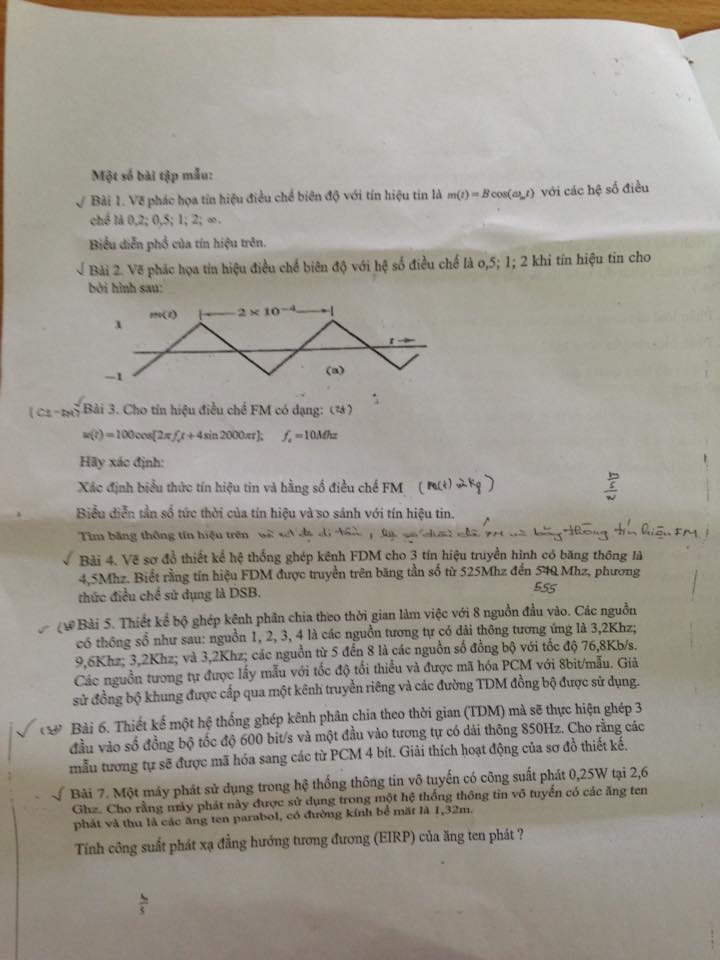 Một số bài tập mẫu:
√ Bài 1. Vẽ phác họa tín hiệu điều chế biên độ với tín hiệu tin là m(t) = B cos(ωₘt) với các hệ số điều
chế là 0,2; 0,5; 1; 2; ∞.
Biểu diễn phổ của tín hiệu trên.
√ Bài 2. Vẽ phác họa tín hiệu điều chế biên độ với hệ số điều chế là o,5; 1; 2 khi tín hiệu tin cho
bởi hình sau:
m(t) 2 × 10⁻⁴
1
t
−1
(a)
Bài 3. Cho tín hiệu điều chế FM có dạng:
u(t) = 100cos[2πf꜀t + 4sin2000πt]; f꜀ = 10Mhz
Hãy xác định:
Xác định biểu thức tín hiệu tin và hằng số điều chế FM (m(t) và kg)
Biểu diễn tần số tức thời của tín hiệu và so sánh với tín hiệu tin.
Tìm băng thông tín hiệu trên FM và băng thông tín hiệu FM!
√ Bài 4. Vẽ sơ đồ thiết kế hệ thống ghép kênh FDM cho 3 tín hiệu truyền hình có băng thông là
4,5Mhz. Biết rằng tín hiệu FDM được truyền trên băng tần số từ 525Mhz đến 540 Mhz, phương
555
thức điều chế sử dụng là DSB.
Bài 5. Thiết kế bộ ghép kênh phân chia theo thời gian làm việc với 8 nguồn đầu vào. Các nguồn
có thông số như sau: nguồn 1, 2, 3, 4 là các nguồn tương tự có dải thông tương ứng là 3,2Khz;
9,6Khz; 3,2Khz; và 3,2Khz; các nguồn từ 5 đến 8 là các nguồn số đồng bộ với tốc độ 76,8Kb/s.
Các nguồn tương tự được lấy mẫu với tốc độ tối thiểu và được mã hóa PCM với 8bit/mẫu. Giả
sử đồng bộ khung được cấp qua một kênh truyền riêng và các đường TDM đồng bộ được sử dụng.
√ Bài 6. Thiết kế một hệ thống ghép kênh phân chia theo thời gian (TDM) mà sẽ thực hiện ghép 3
đầu vào số đồng bộ tốc độ 600 bit/s và một đầu vào tương tự có dải thông 850Hz. Cho rằng các
mẫu tương tự sẽ được mã hóa sang các từ PCM 4 bít. Giải thích hoạt động của sơ đồ thiết kế.
√ Bài 7. Một máy phát sử dụng trong hệ thống thông tin vô tuyến có công suất phát 0,25W tại 2,6
Ghz. Cho rằng máy phát này được sử dụng trong một hệ thống thông tin vô tuyến có các ăng ten
phát và thu là các ăng ten parabol, có đường kính bề mặt là 1,32m.
Tính công suất phát xạ đẳng hướng tương đương (EIRP) của ăng ten phát ?